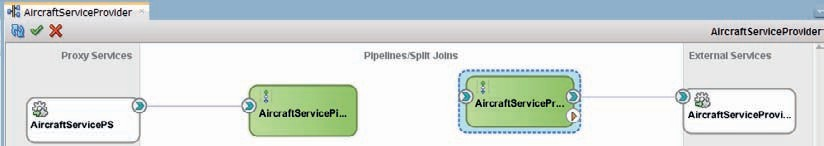 AircraftServiceProvider
AircraftServiceProvider
Proxy Services
Pipelines/Split Joins
External Services
AircraftServicePS
AircraftServicePi...
AircraftServicePr...
AircraftServiceProvi...